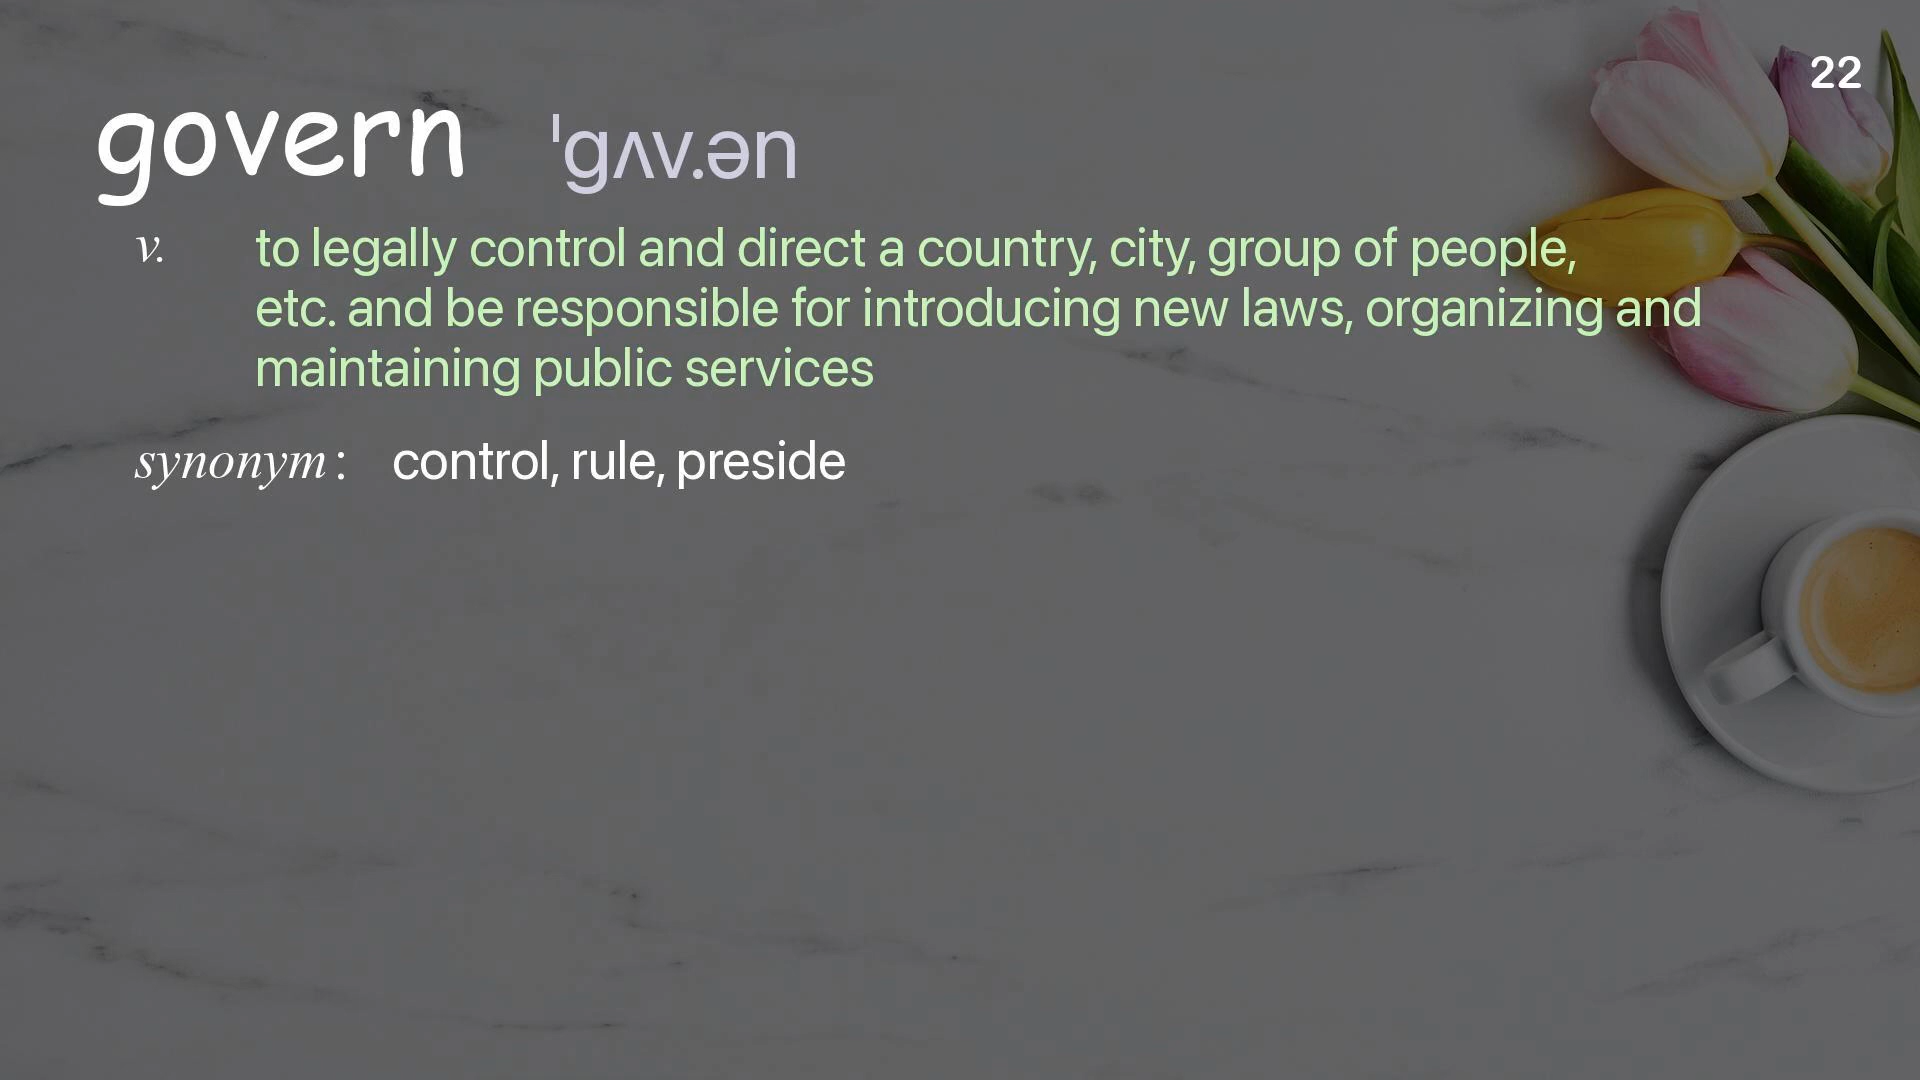 22
govern ˈgʌv.ən
v. to legally control and direct a country, city, group of people,
etc. and be responsible for introducing new laws, organizing and
maintaining public services
synonym: control, rule, preside